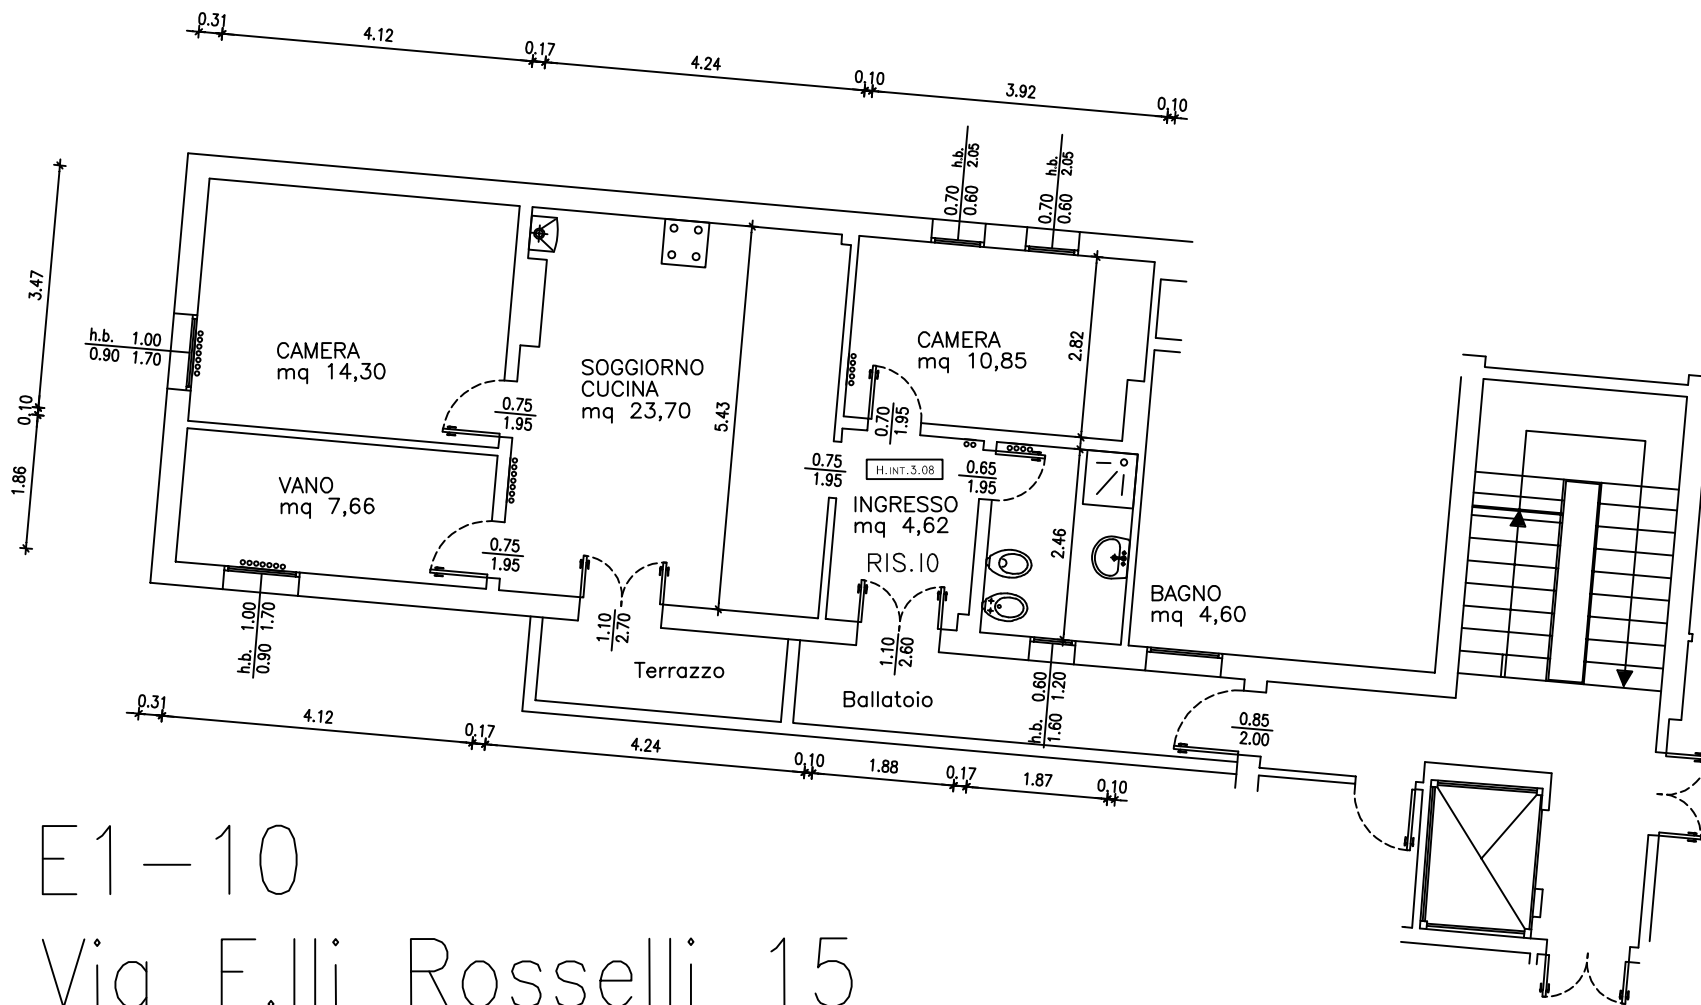 0.31
4.12
0.17
4.24
0.10
3.92
0.10
h.b. 2.05
0.70 0.60
h.b. 2.05
0.70 0.60
3.47
0.10
1.86
h.b. 1.00
0.90 1.70
CAMERA
mq 14,30
0.75
1.95
SOGGIORNO
CUCINA
mq 23,70
5.43
CAMERA
mq 10,85
2.82
0.70
1.95
0.75
1.95
H.INT.3.08
0.65
1.95
VANO
mq 7,66
0.75
1.95
INGRESSO
mq 4,62
RIS.10
2.46
BAGNO
mq 4,60
1.00
1.70
h.b.
0.90
1.10
2.70
1.10
2.60
Terrazzo
Ballatoio
0.60
1.20
h.b.
1.60
0.85
2.00
0.31
4.12
0.17
4.24
0.10
1.88
0.17
1.87
0.10
E1-10
Via F.lli Rosselli 15